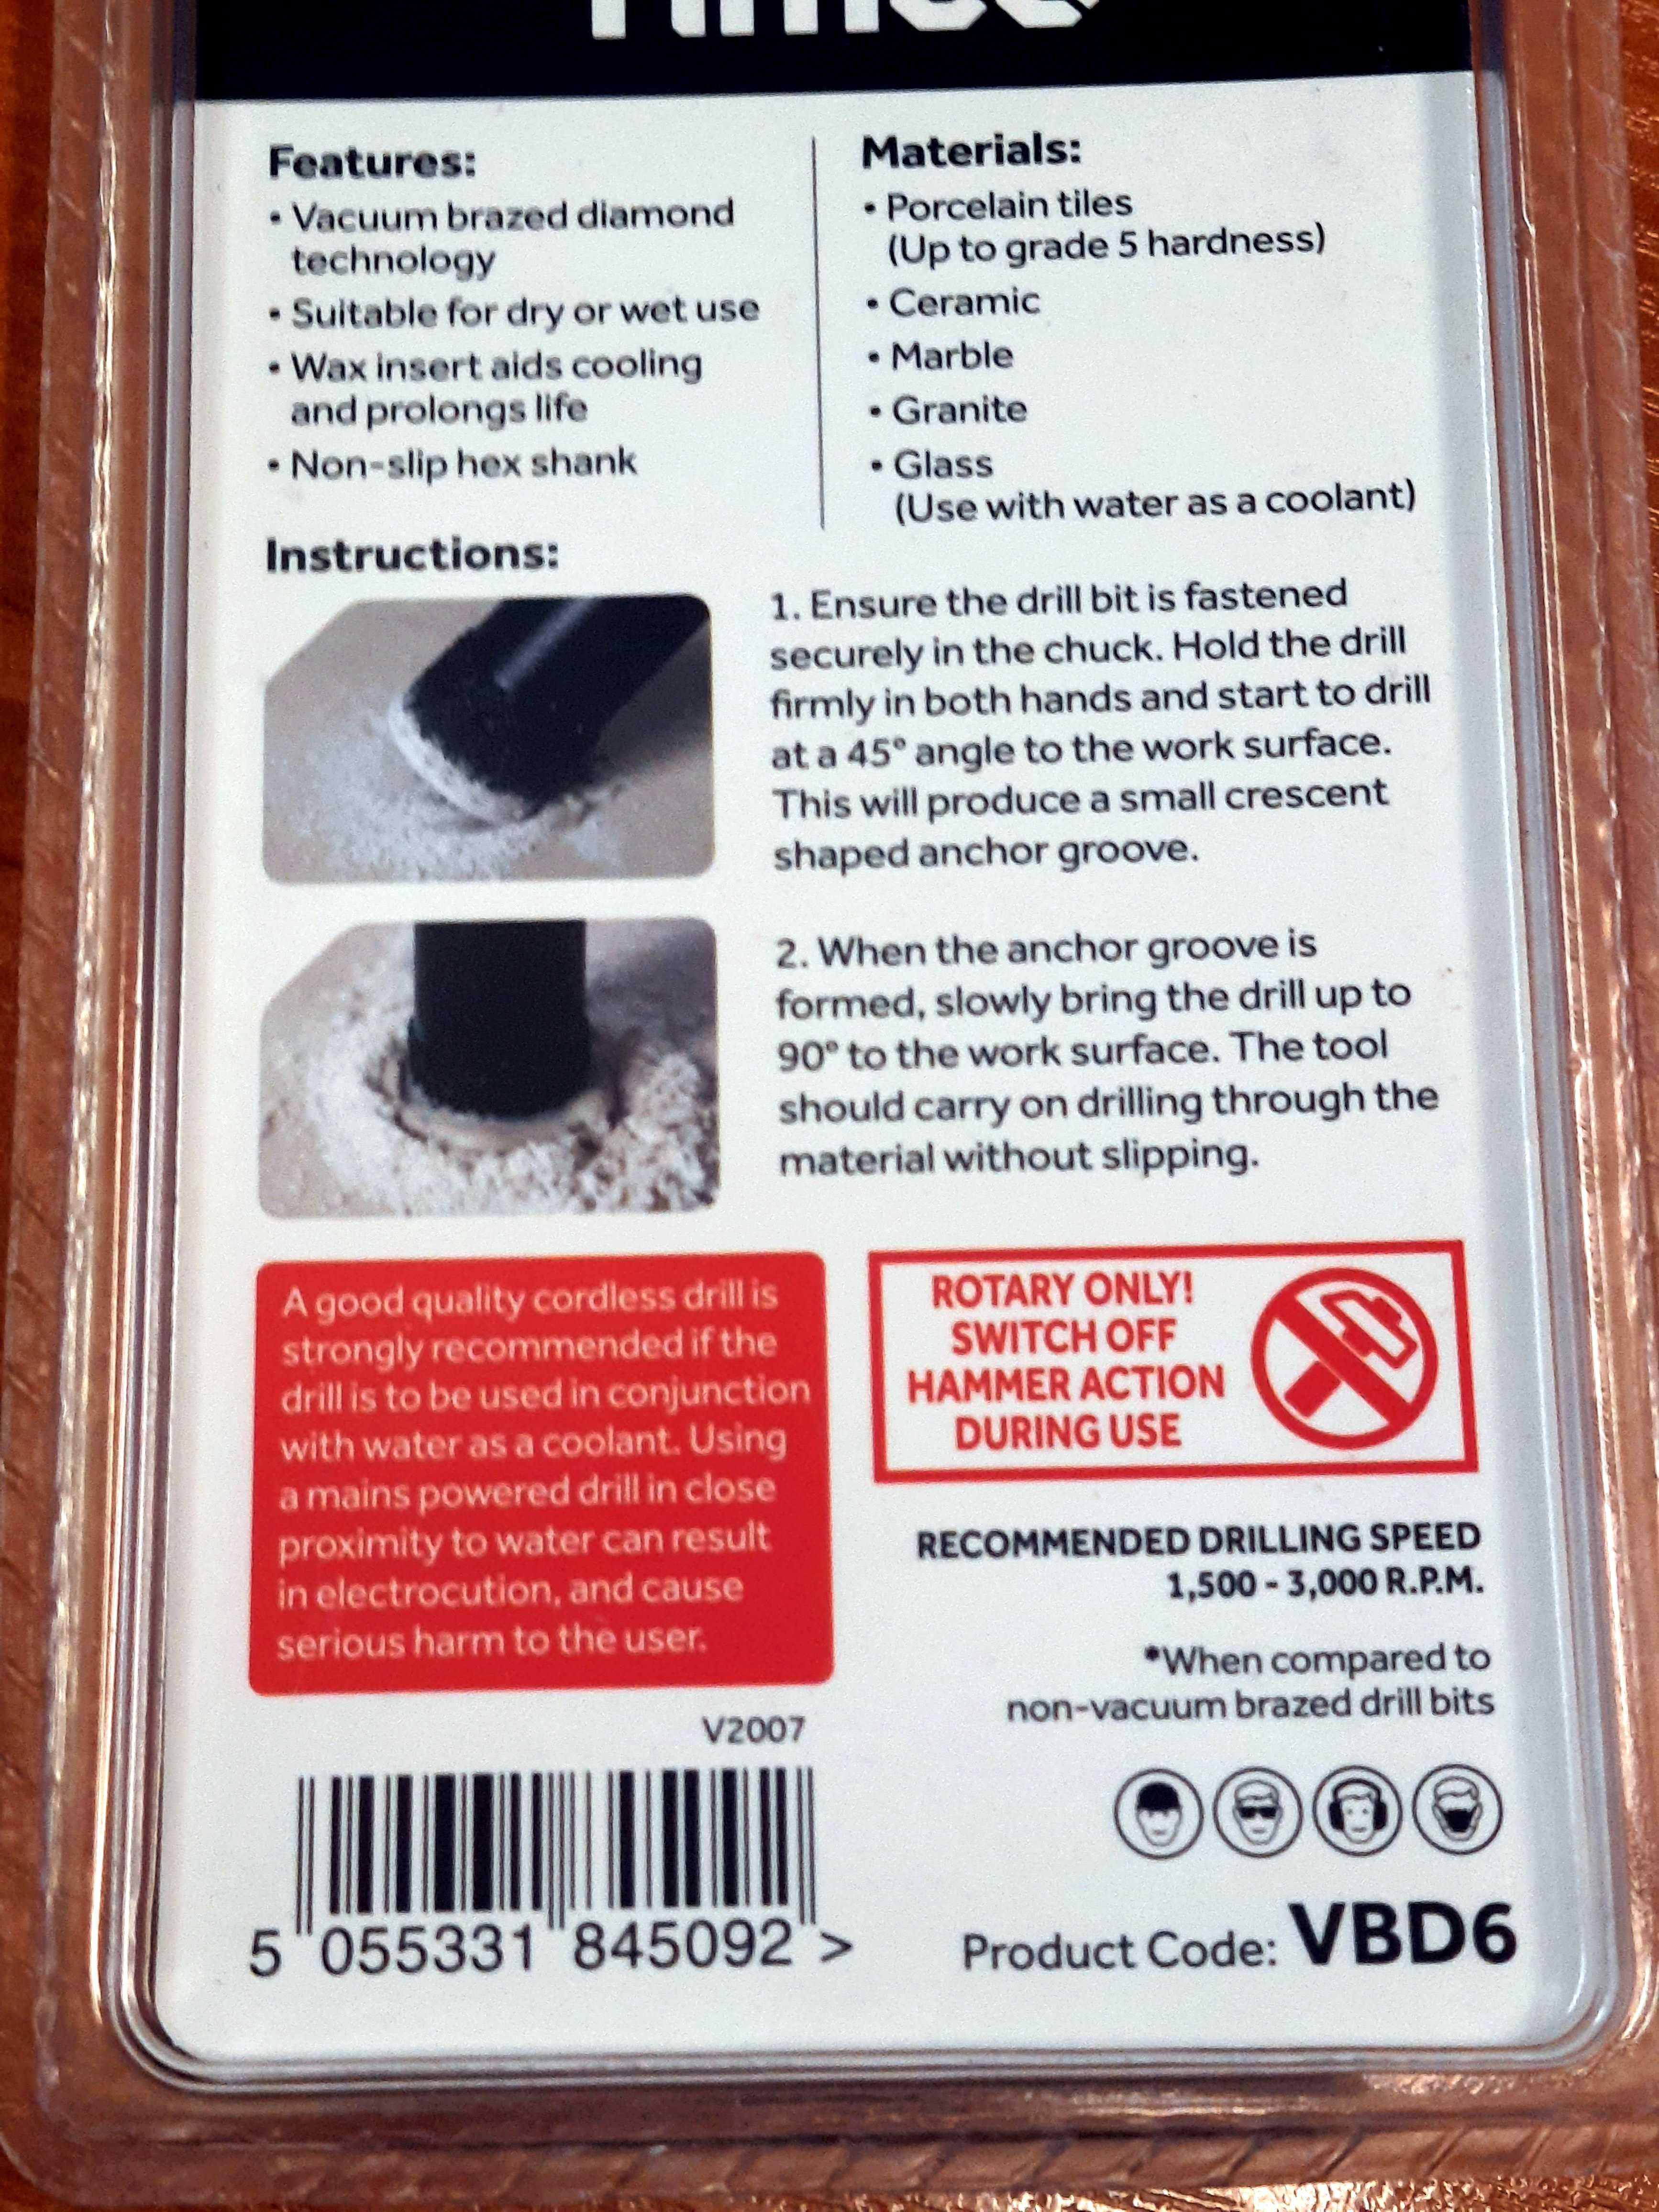 Features:
• Vacuum brazed diamond
technology
• Suitable for dry or wet use
• Wax insert aids cooling
and prolongs life
• Non-slip hex shank
Materials:
• Porcelain tiles
(Up to grade 5 hardness)
• Ceramic
• Marble
• Granite
• Glass
(Use with water as a coolant)
Instructions:
1. Ensure the drill bit is fastened
securely in the chuck. Hold the drill
firmly in both hands and start to drill
at a 45° angle to the work surface.
This will produce a small crescent
shaped anchor groove.
2. When the anchor groove is
formed, slowly bring the drill up to
90° to the work surface. The tool
should carry on drilling through the
material without slipping.
A good quality cordless drill is
strongly recommended if the
drill is to be used in conjunction
with water as a coolant. Using
a mains powered drill in close
proximity to water can result
in electrocution, and cause
serious harm to the user.
ROTARY ONLY!
SWITCH OFF
HAMMER ACTION
DURING USE
RECOMMENDED DRILLING SPEED
1,500 - 3,000 R.P.M.
*When compared to
non-vacuum brazed drill bits
V2007
5 055331 845092 >
Product Code: VBD6